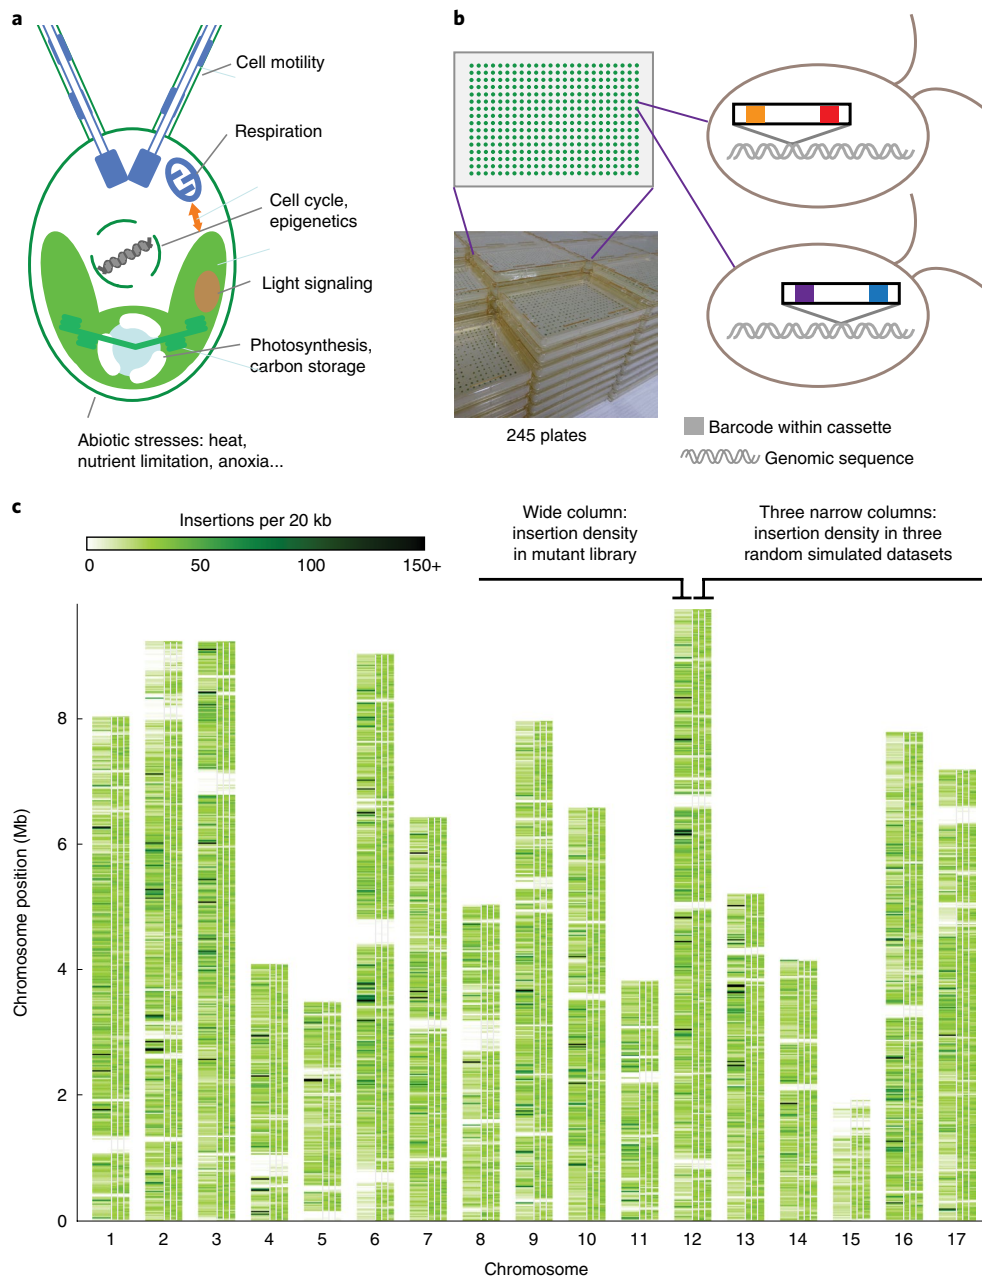 a
Cell motility
Respiration
Cell cycle,
epigenetics
Light signaling
Photosynthesis,
carbon storage
Abiotic stresses: heat,
nutrient limitation, anoxia...
b
245 plates
Barcode within cassette
Genomic sequence
c
Insertions per 20 kb
0 50 100 150+
Wide column:
insertion density
in mutant library
Three narrow columns:
insertion density in three
random simulated datasets
Chromosome position (Mb)
8
6
4
2
0
1 2 3 4 5 6 7 8 9 10 11 12 13 14 15 16 17
Chromosome